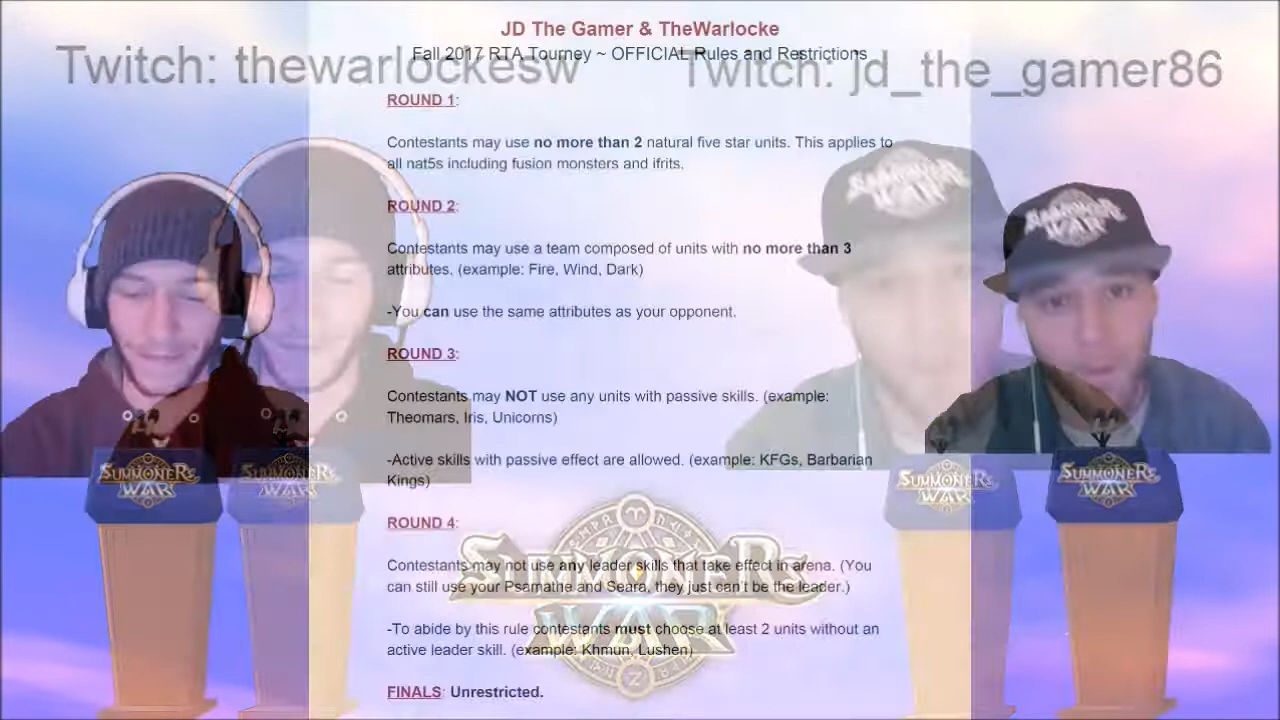 JD The Gamer & TheWarlocke
Fall 2017 RTA Tourney ~ OFFICIAL Rules and Restrictions
Twitch: thewarlockesw
Twitch: jd_the_gamer86
ROUND 1:
Contestants may use no more than 2 natural five star units. This applies to
all nat5s including fusion monsters and ifrits.
ROUND 2:
Contestants may use a team composed of units with no more than 3
attributes. (example: Fire, Wind, Dark)
-You can use the same attributes as your opponent.
ROUND 3:
Contestants may NOT use any units with passive skills. (example:
Theomars, Iris, Unicorns)
-Active skills with passive effect are allowed. (example: KFGs, Barbarian
Kings)
ROUND 4:
Contestants may not use any leader skills that take effect in arena. (You
can still use your Psamathe and Seara, they just can't be the leader.)
-To abide by this rule contestants must choose at least 2 units without an
active leader skill. (example: Khmun, Lushen)
FINALS: Unrestricted.
SUMMONERS
WAR
SUMMONERS
WAR
SUMMONERS
WAR
SUMMONERS
WAR
SUMMONERS
WAR
SUMMONERS
WAR
SUMMONERS
WAR